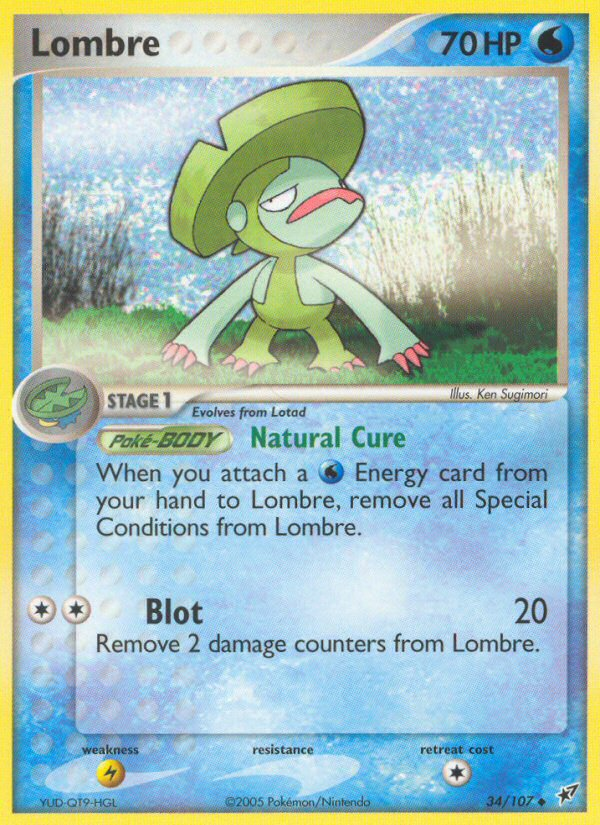 Lombre 70 HP
Illus. Ken Sugimori
STAGE 1
Evolves from Lotad
Poké-BODY Natural Cure
When you attach a Energy card from
your hand to Lombre, remove all Special
Conditions from Lombre.
Blot 20
Remove 2 damage counters from Lombre.
weakness resistance retreat cost
YUD-QT9-HGL ©2005 Pokémon/Nintendo 34/107